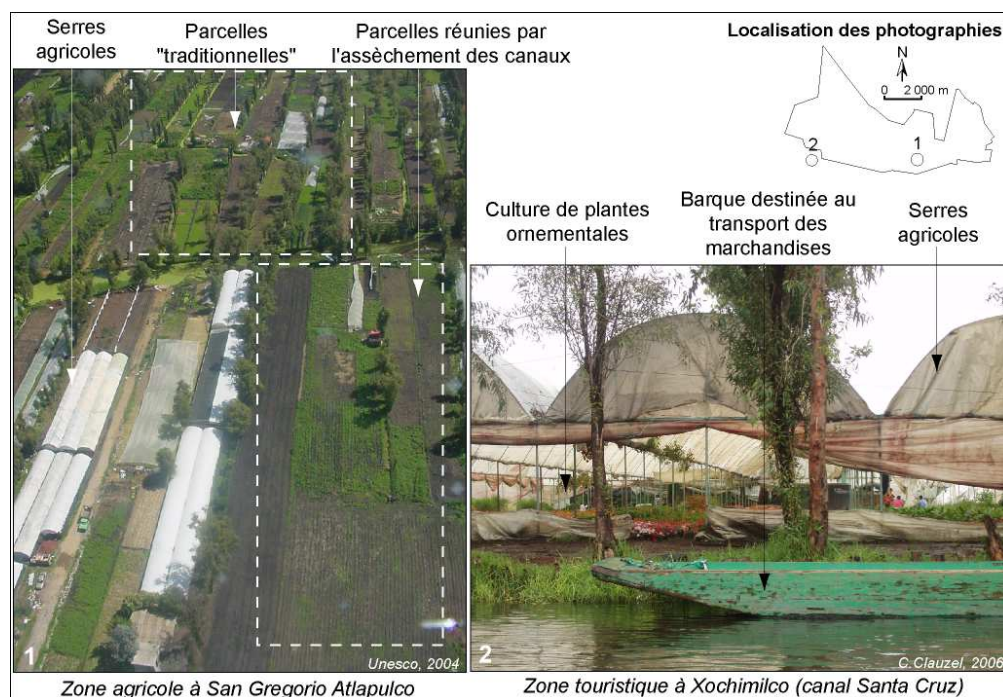 Serres
agricoles
Parcelles
"traditionnelles"
Parcelles réunies par
l'assèchement des canaux
Localisation des photographies
N
0 2 000 m
2
1
Culture de plantes
ornementales
Barque destinée au
transport des
marchandises
Serres
agricoles
1
Unesco, 2004
2
C.Clauzel, 2006
Zone agricole à San Gregorio Atlapulco
Zone touristique à Xochimilco (canal Santa Cruz)